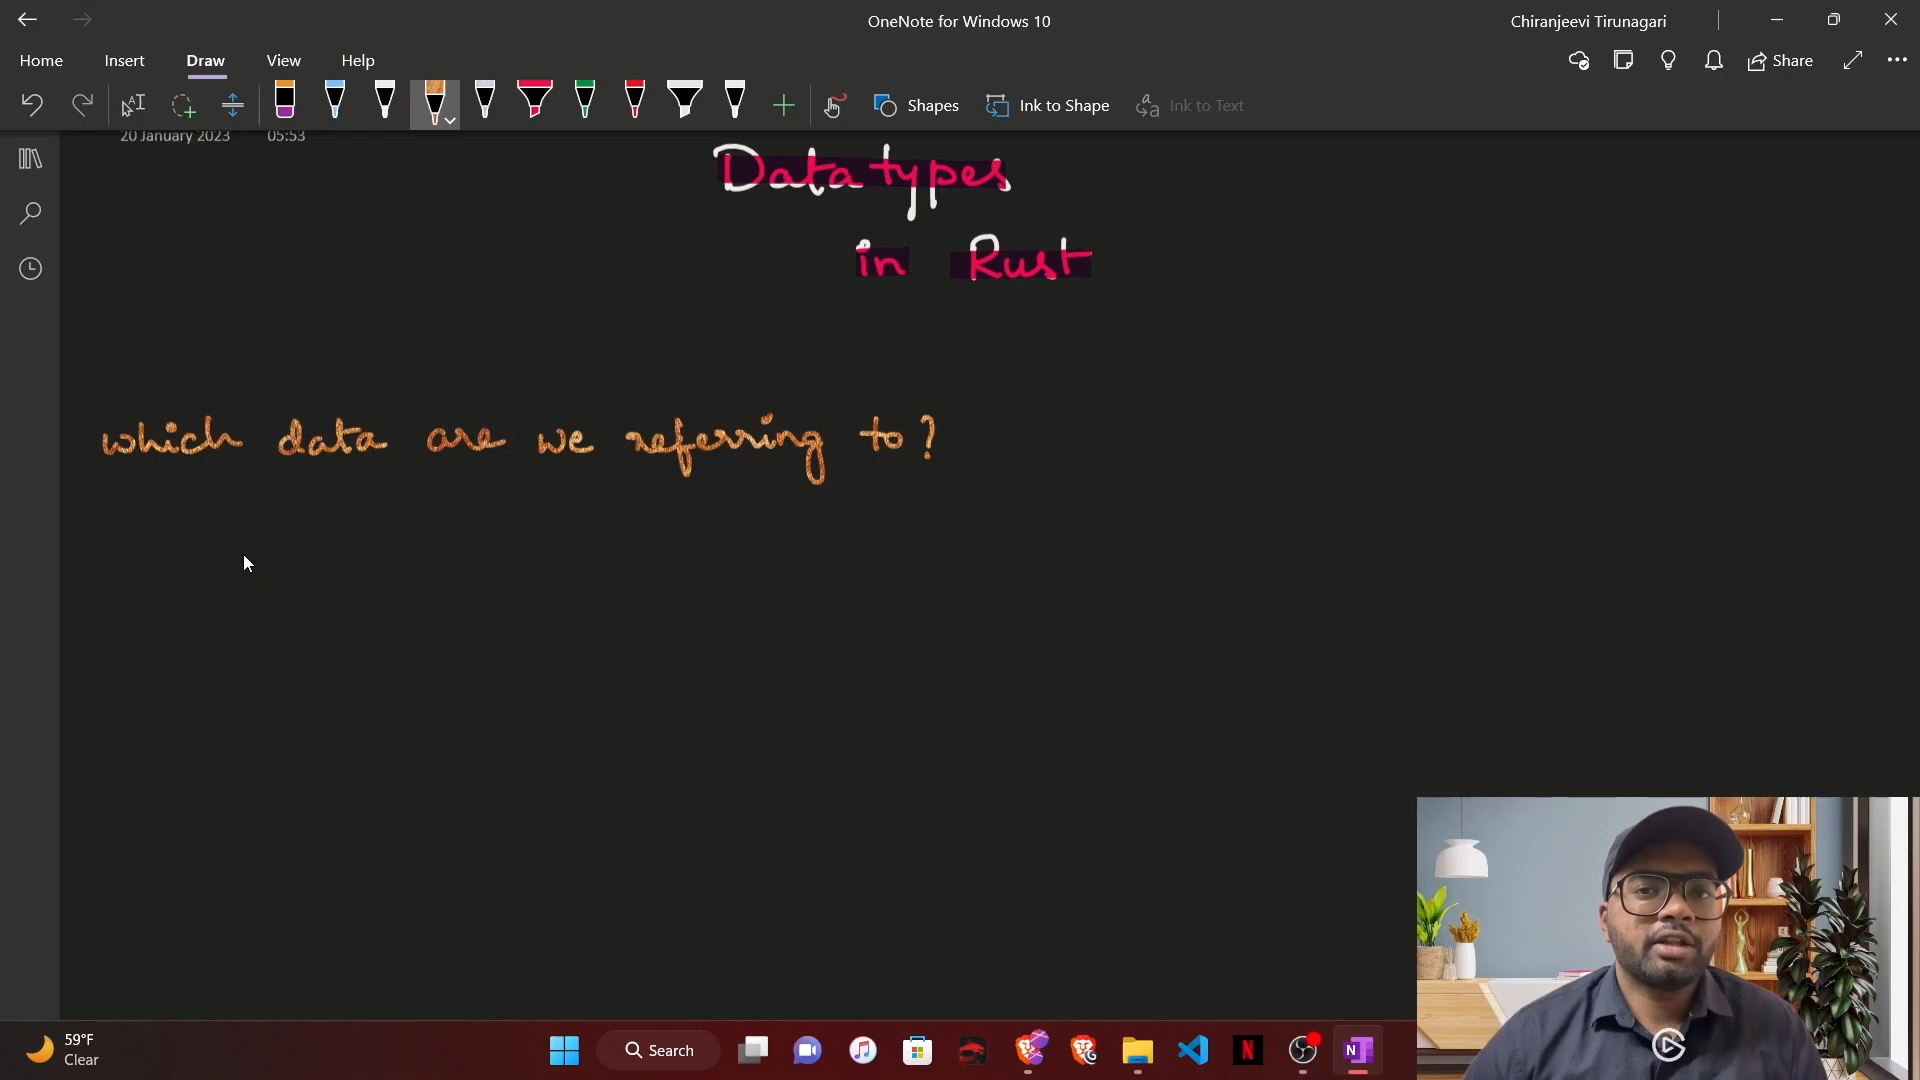 OneNote for Windows 10
Chiranjeevi Tirunagari
Home Insert Draw View Help
Share
Shapes Ink to Shape Ink to Text
20 January 2023 05:53
Datatypes
in Rust
which data are we referring to?
59°F
Clear
Search